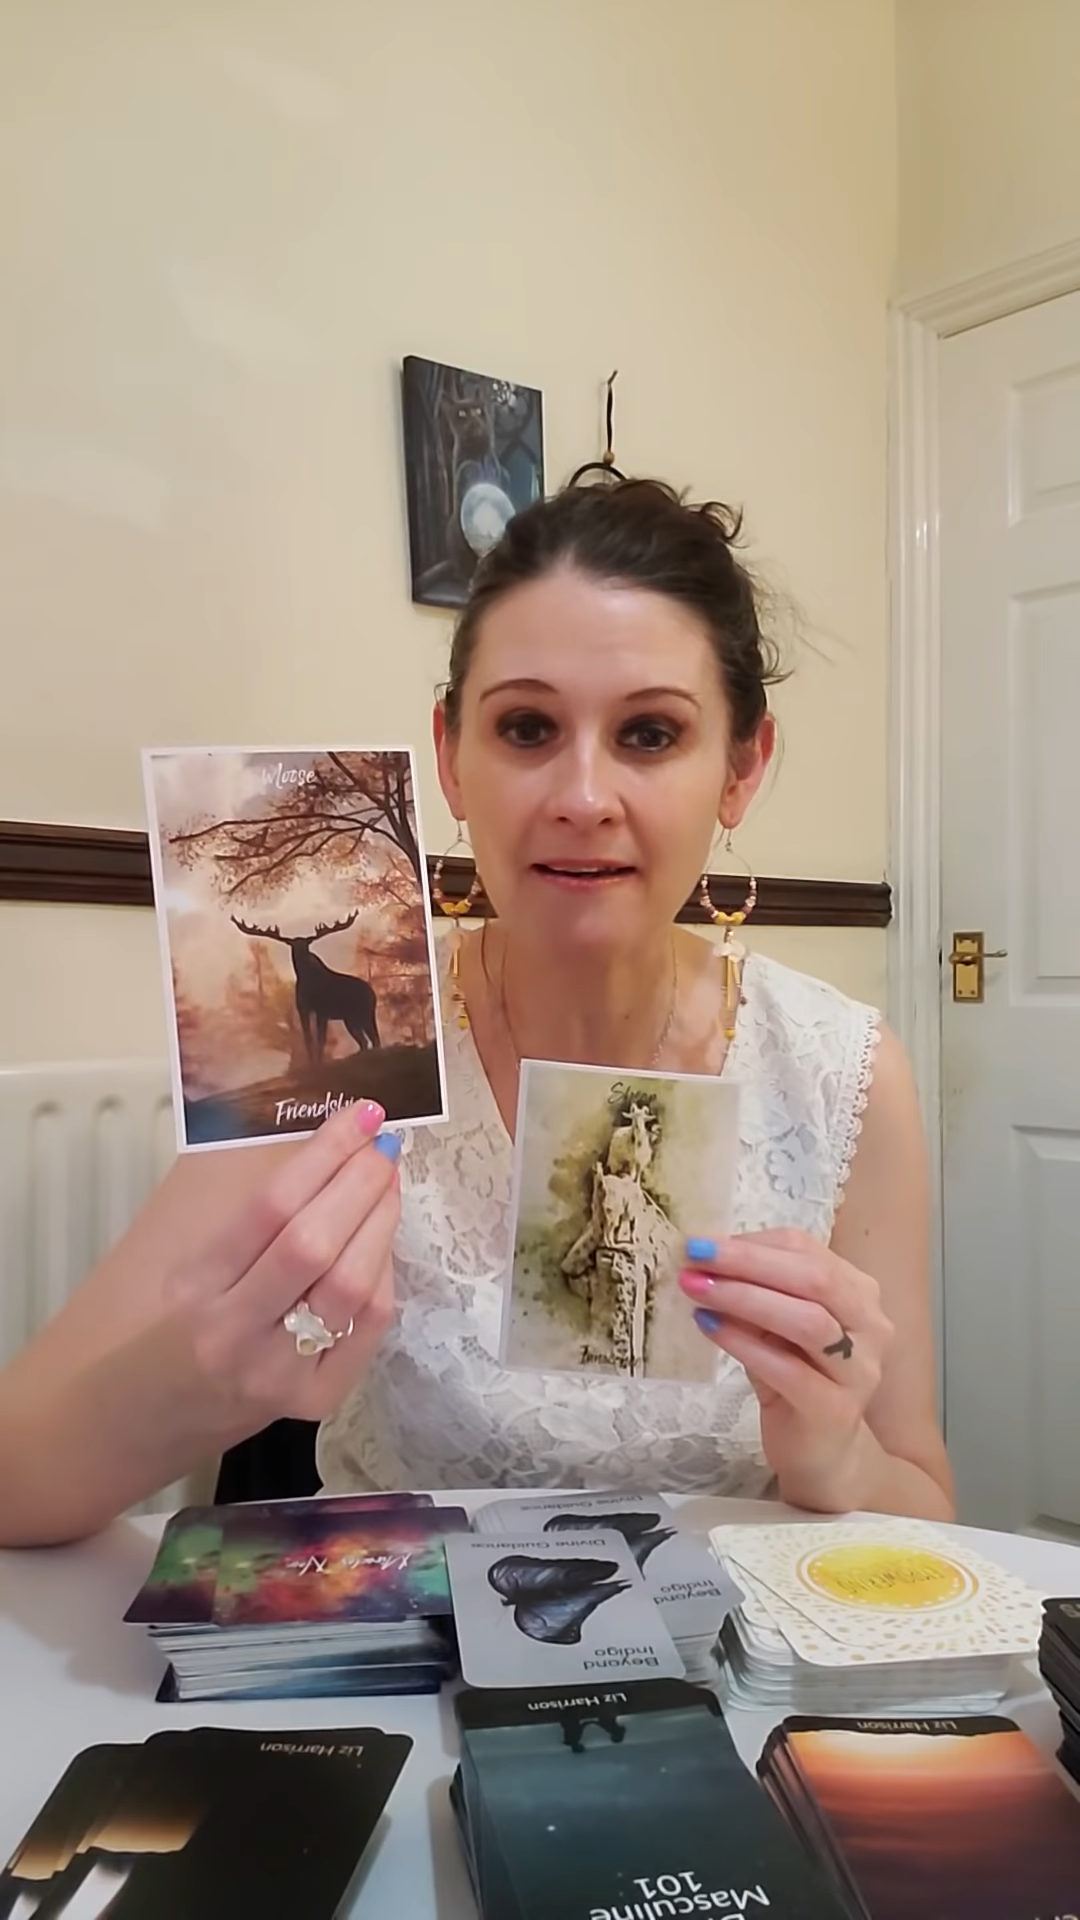 Moose
Friendship
Sheep
Innocence
Divine Guidance
Divine Guidance
Beyond
Indigo
Beyond
Indigo
Liz Harrison
Liz Harrison
Liz Harrison
Masculine
101